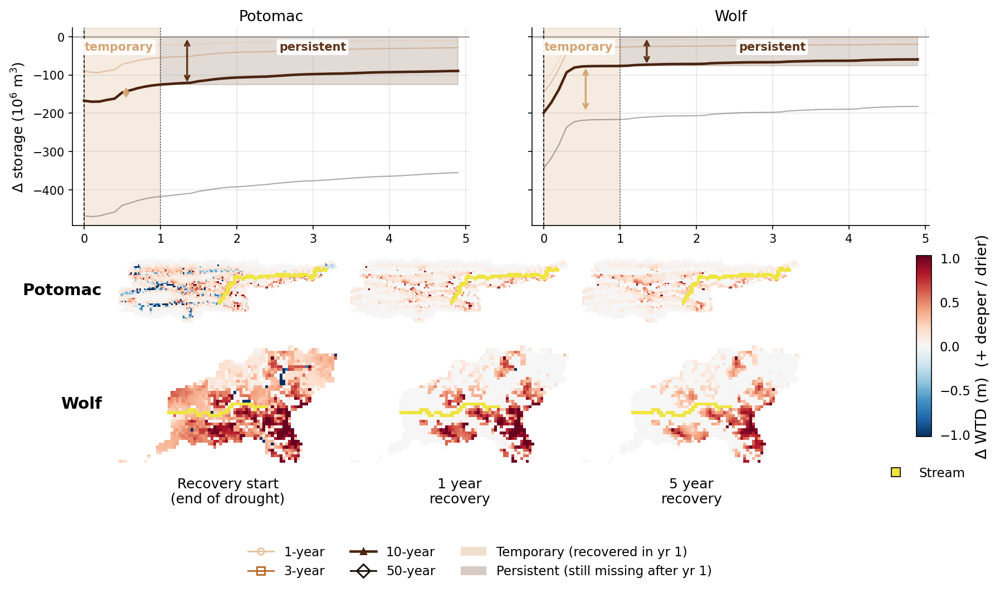 Potomac
Wolf
Δ storage (10⁶ m³)
0
−100
−200
−300
−400
temporary
persistent
temporary
persistent
0 1 2 3 4 5
0 1 2 3 4 5
Potomac
Wolf
Recovery start
(end of drought)
1 year
recovery
5 year
recovery
1.0
0.5
0.0
−0.5
−1.0
Δ WTD (m) (+ deeper / drier)
Stream
1-year
3-year
10-year
50-year
Temporary (recovered in yr 1)
Persistent (still missing after yr 1)